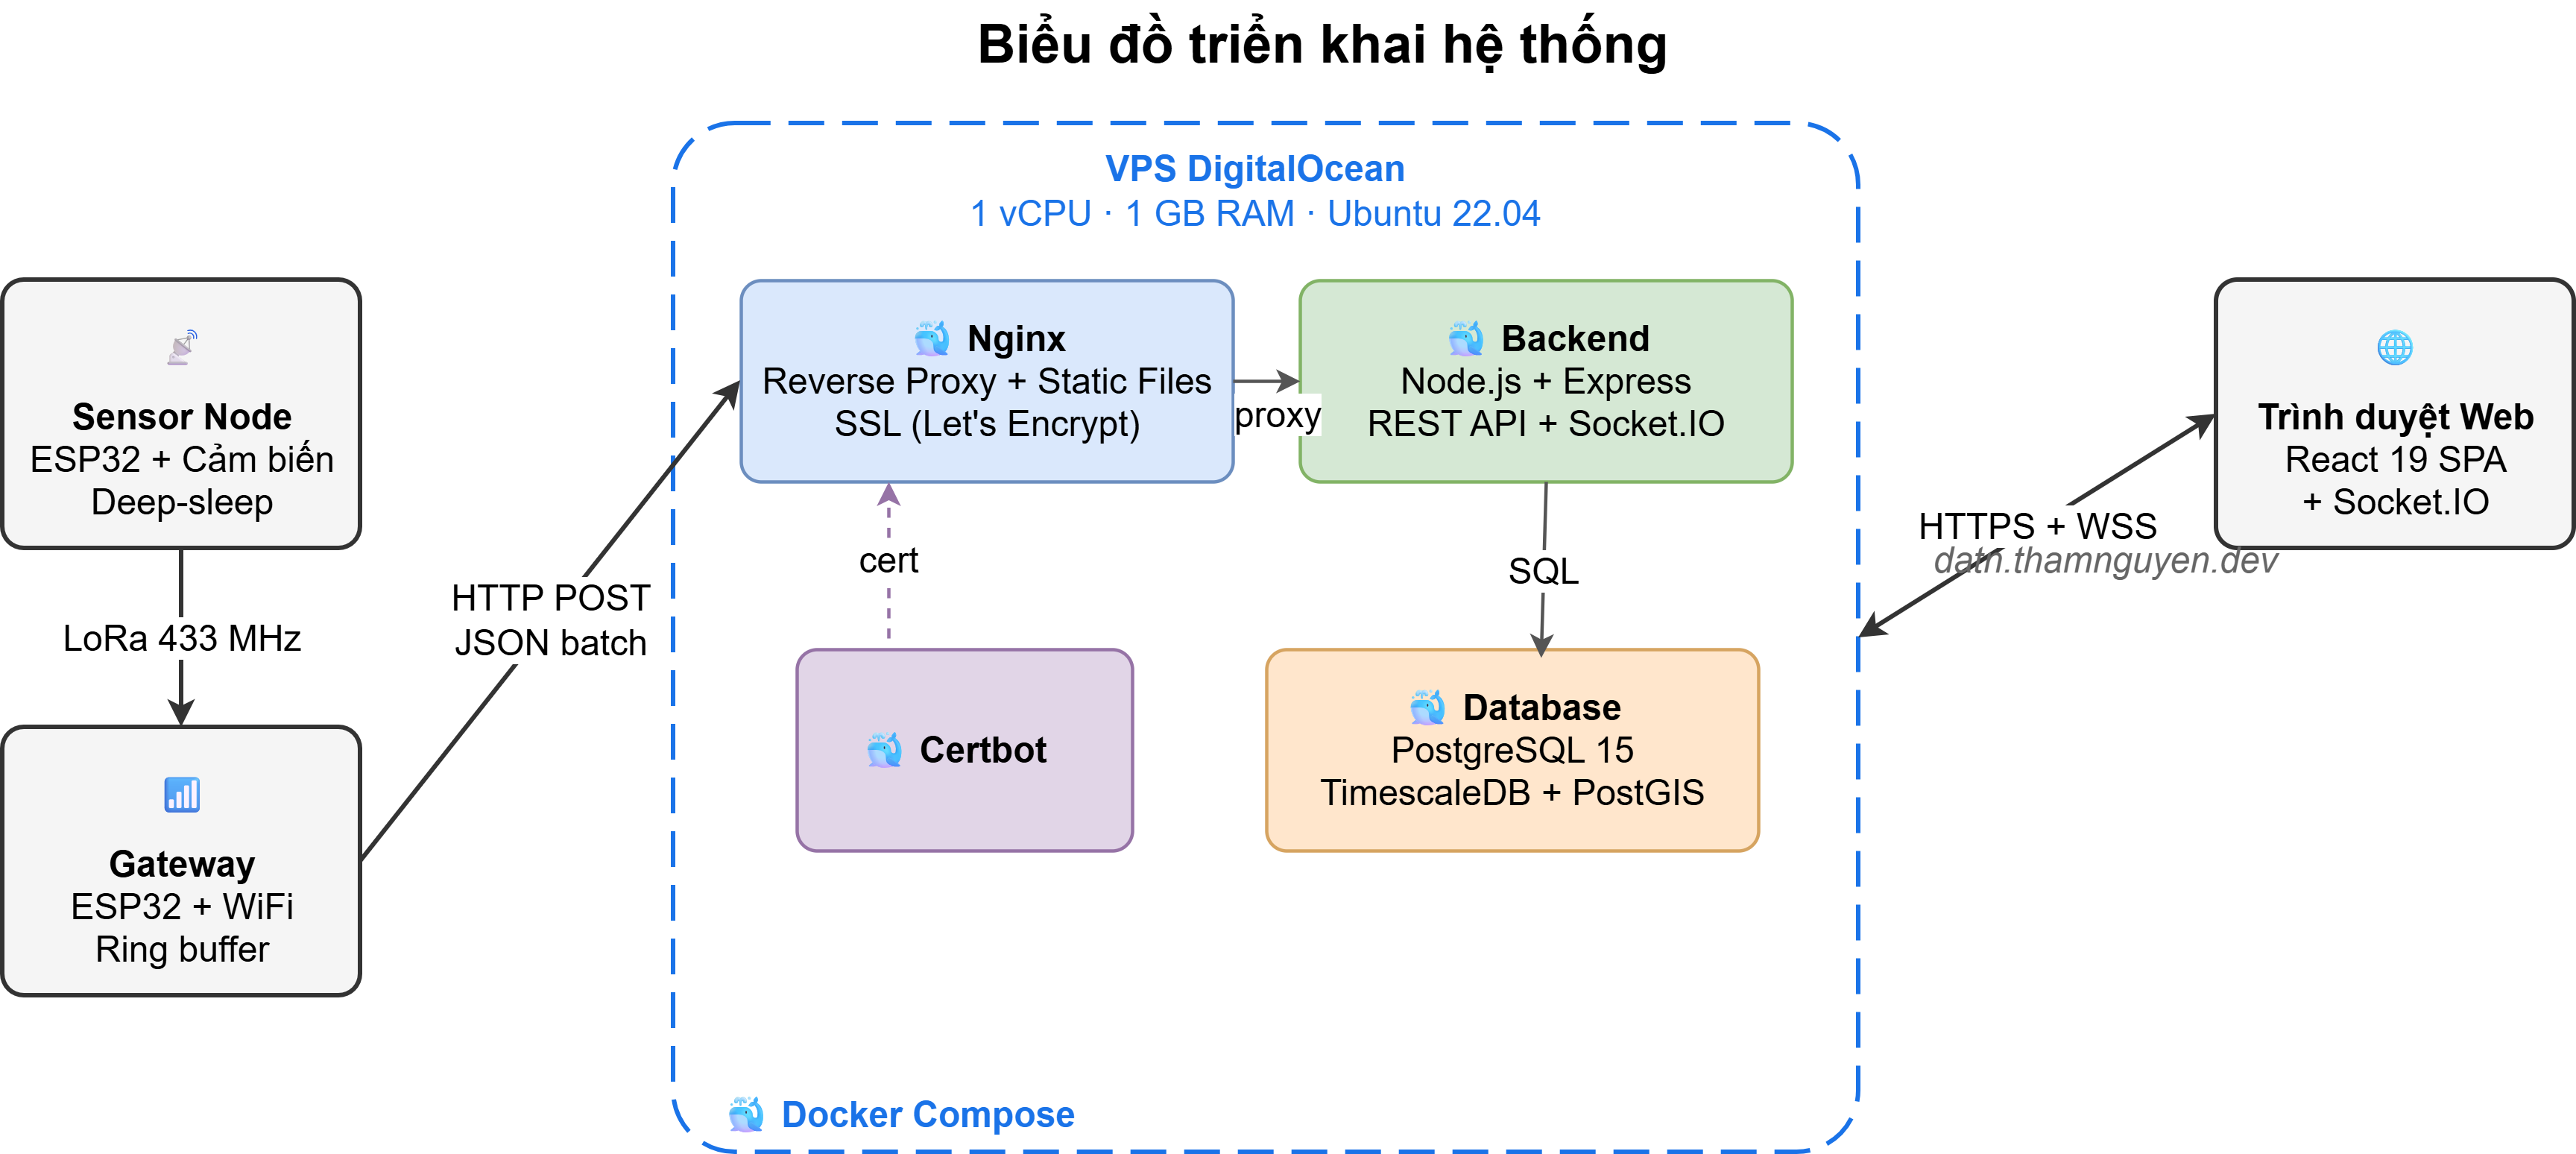 Biểu đồ triển khai hệ thống
VPS DigitalOcean
1 vCPU · 1 GB RAM · Ubuntu 22.04
Sensor Node
ESP32 + Cảm biến
Deep-sleep
LoRa 433 MHz
Gateway
ESP32 + WiFi
Ring buffer
HTTP POST
JSON batch
Nginx
Reverse Proxy + Static Files
SSL (Let's Encrypt)
proxy
Backend
Node.js + Express
REST API + Socket.IO
cert
SQL
Certbot
Database
PostgreSQL 15
TimescaleDB + PostGIS
Docker Compose
HTTPS + WSS
datn.thamnguyen.dev
Trình duyệt Web
React 19 SPA
+ Socket.IO